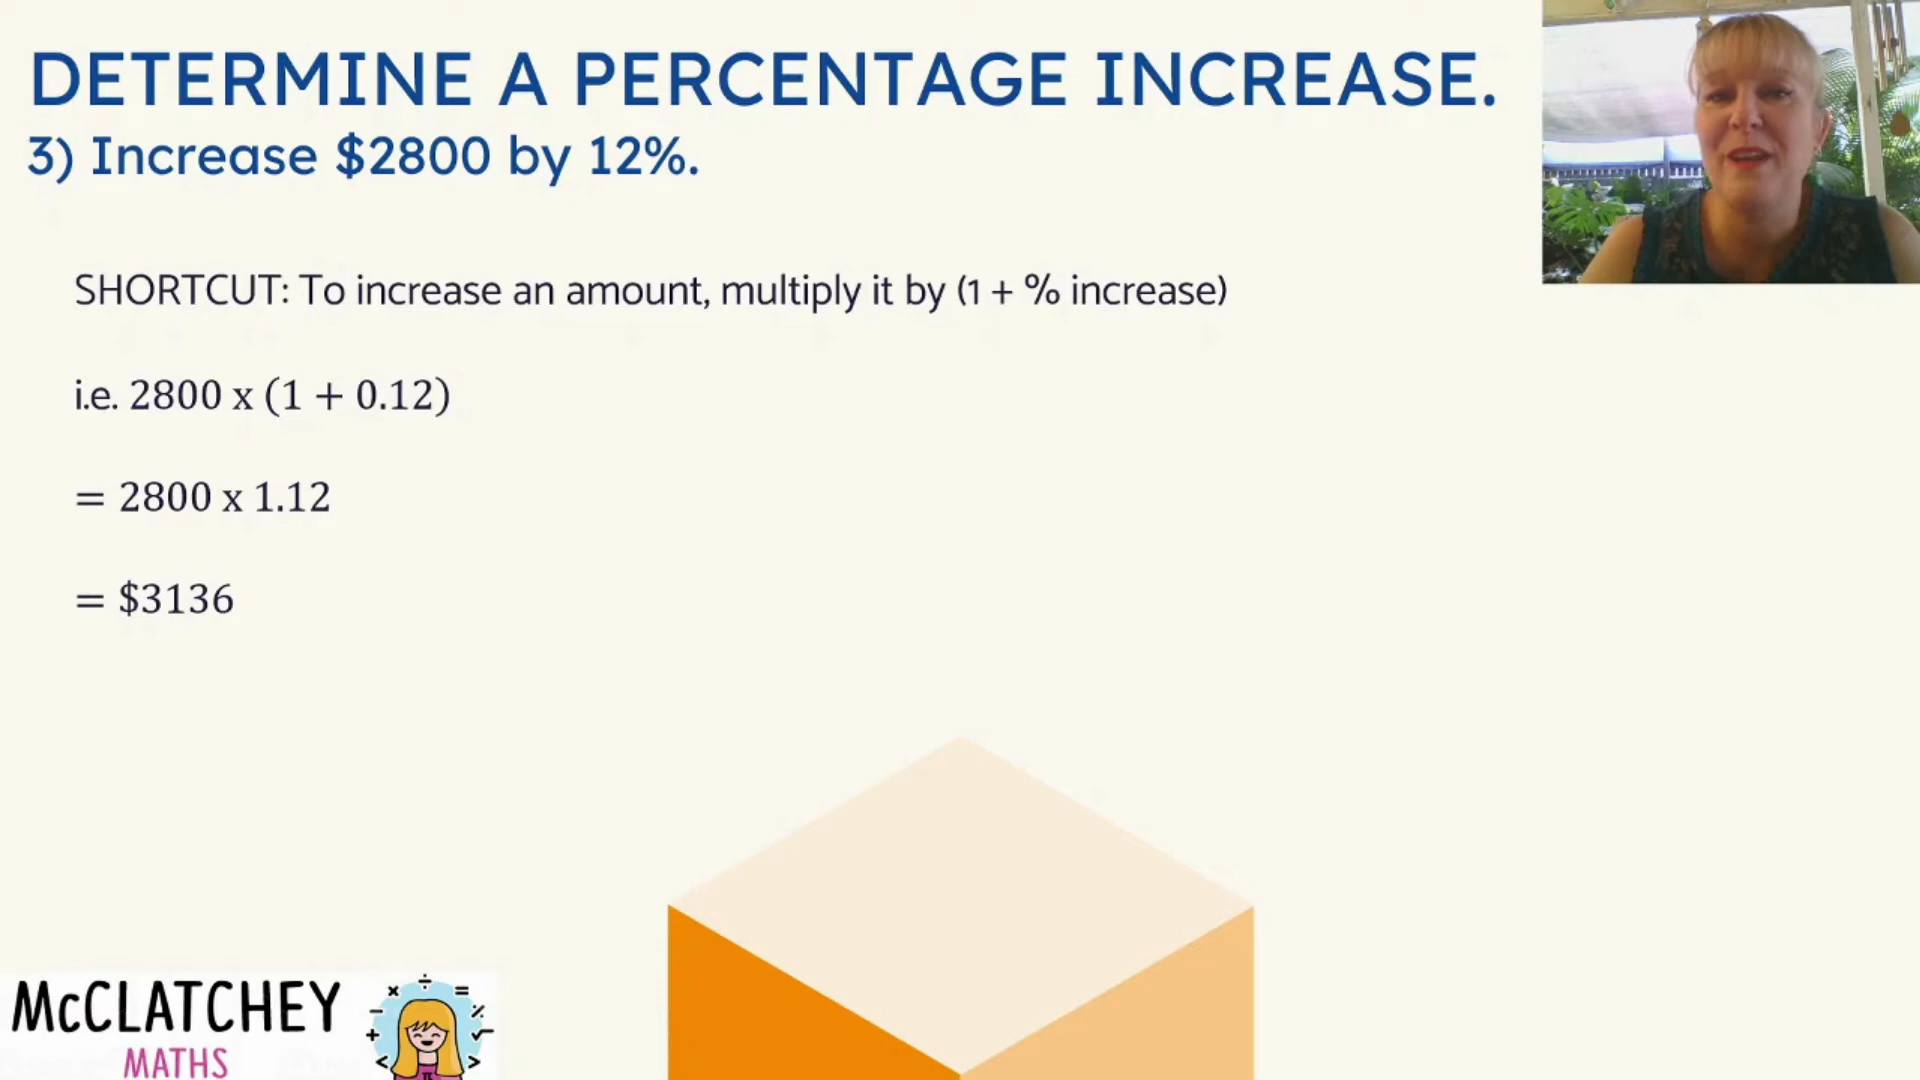 DETERMINE A PERCENTAGE INCREASE.
3) Increase $2800 by 12%.
SHORTCUT: To increase an amount, multiply it by (1 + % increase)
i.e. 2800 x (1 + 0.12)
= 2800 x 1.12
= $3136
McCLATCHEY
MATHS